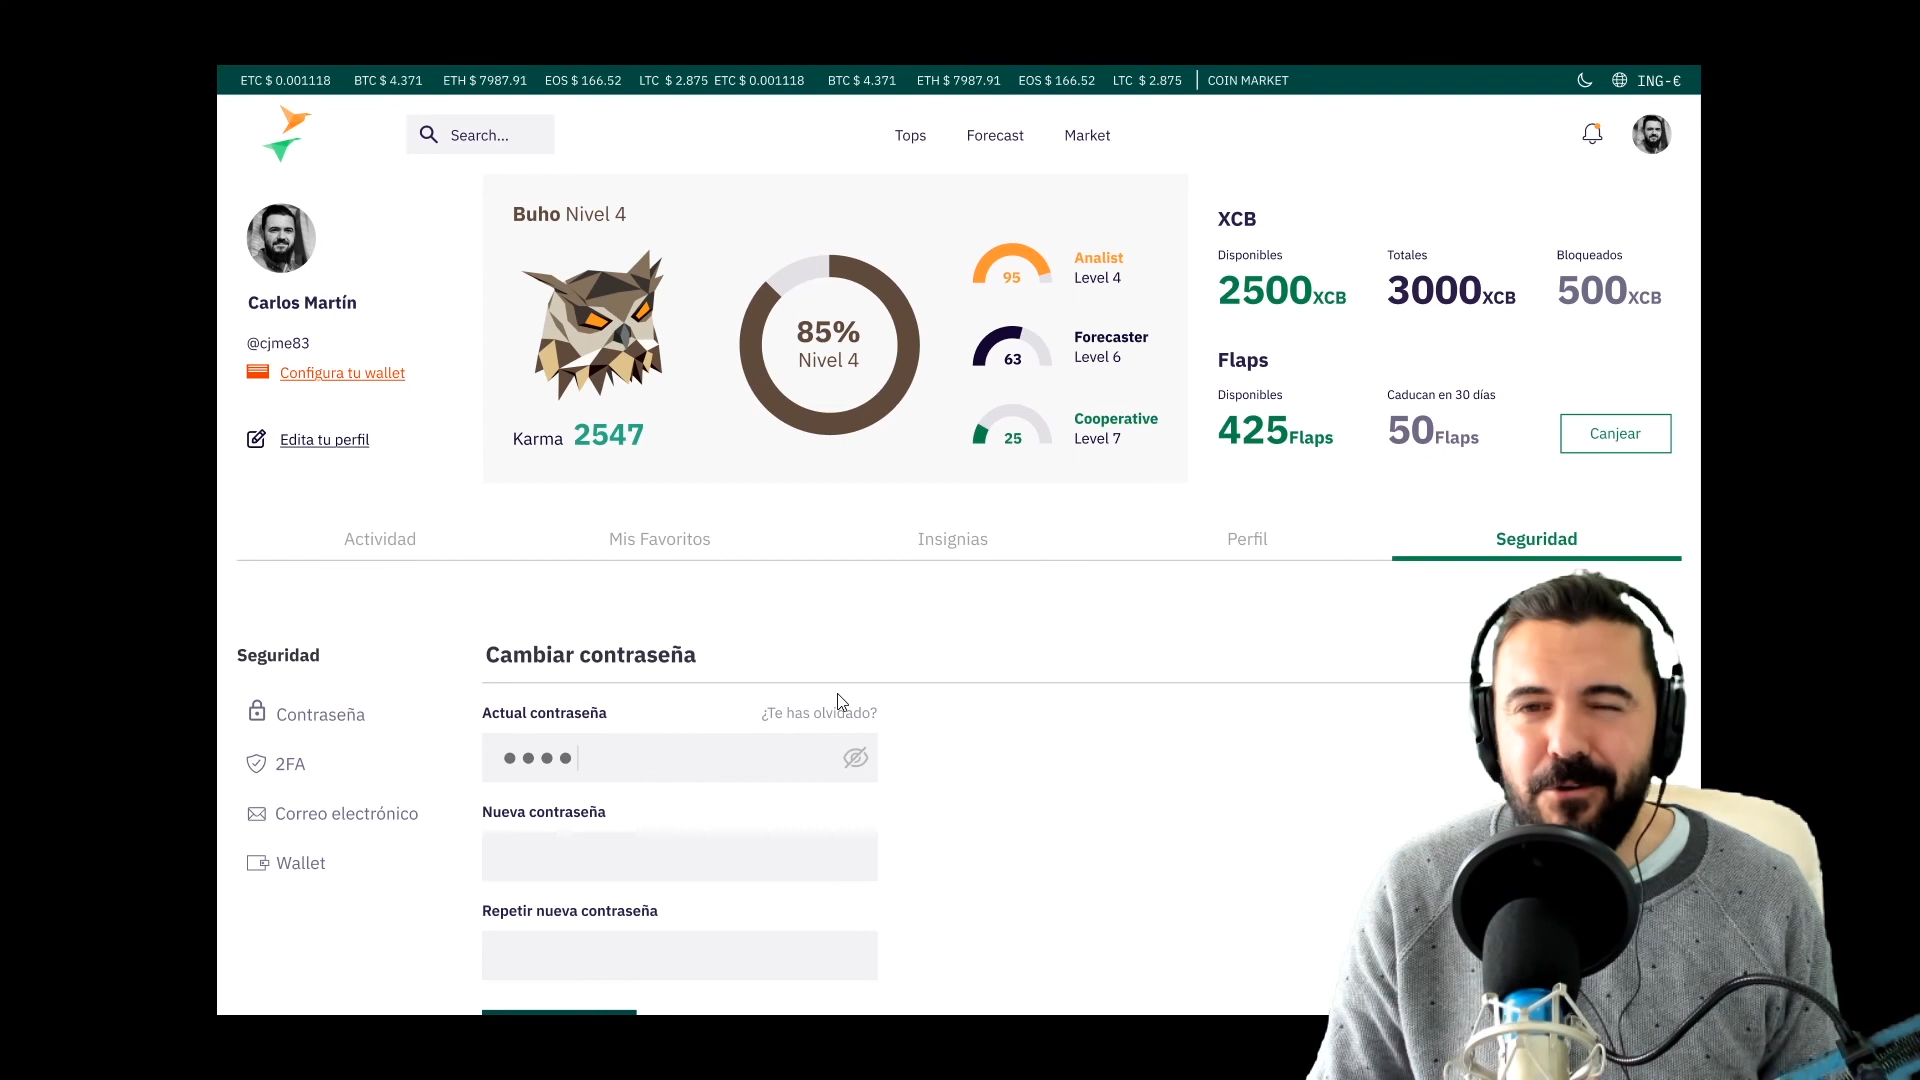 ETC $ 0.001118 BTC $ 4.371 ETH $ 7987.91 EOS $ 166.52 LTC $ 2.875 ETC $ 0.001118 BTC $ 4.371 ETH $ 7987.91 EOS $ 166.52 LTC $ 2.875 COIN MARKET ING-€
Search... Tops Forecast Market
Carlos Martín
@cjme83
Configura tu wallet
Edita tu perfil
Buho Nivel 4
Karma 2547
85%
Nivel 4
95 Analist
Level 4
63 Forecaster
Level 6
25 Cooperative
Level 7
XCB
Disponibles Totales Bloqueados
2500XCB 3000XCB 500XCB
Flaps
Disponibles Caducan en 30 días
425Flaps 50Flaps Canjear
Actividad Mis Favoritos Insignias Perfil Seguridad
Seguridad
Contraseña
2FA
Correo electrónico
Wallet
Cambiar contraseña
Actual contraseña ¿Te has olvidado?
Nueva contraseña
Repetir nueva contraseña